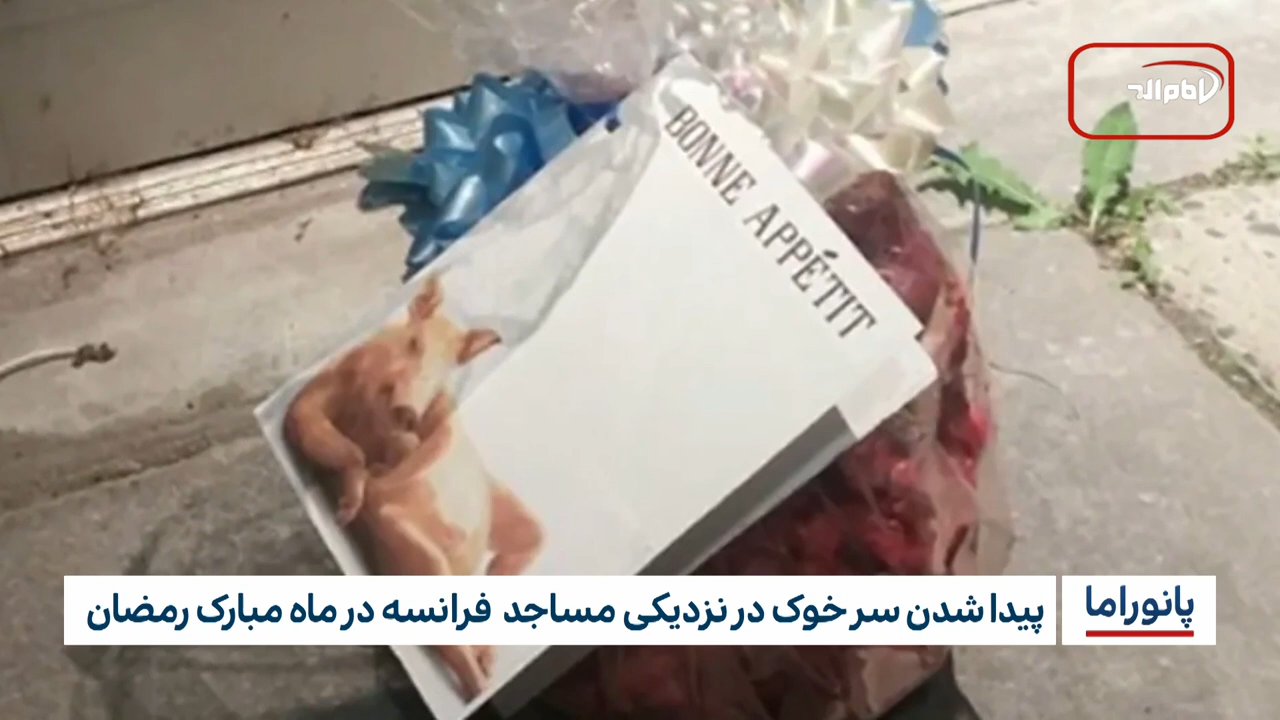 BONNE APPÉTIT
پانوراما
پیدا شدن سر خوک در نزدیکی مساجد فرانسه در ماه مبارک رمضان